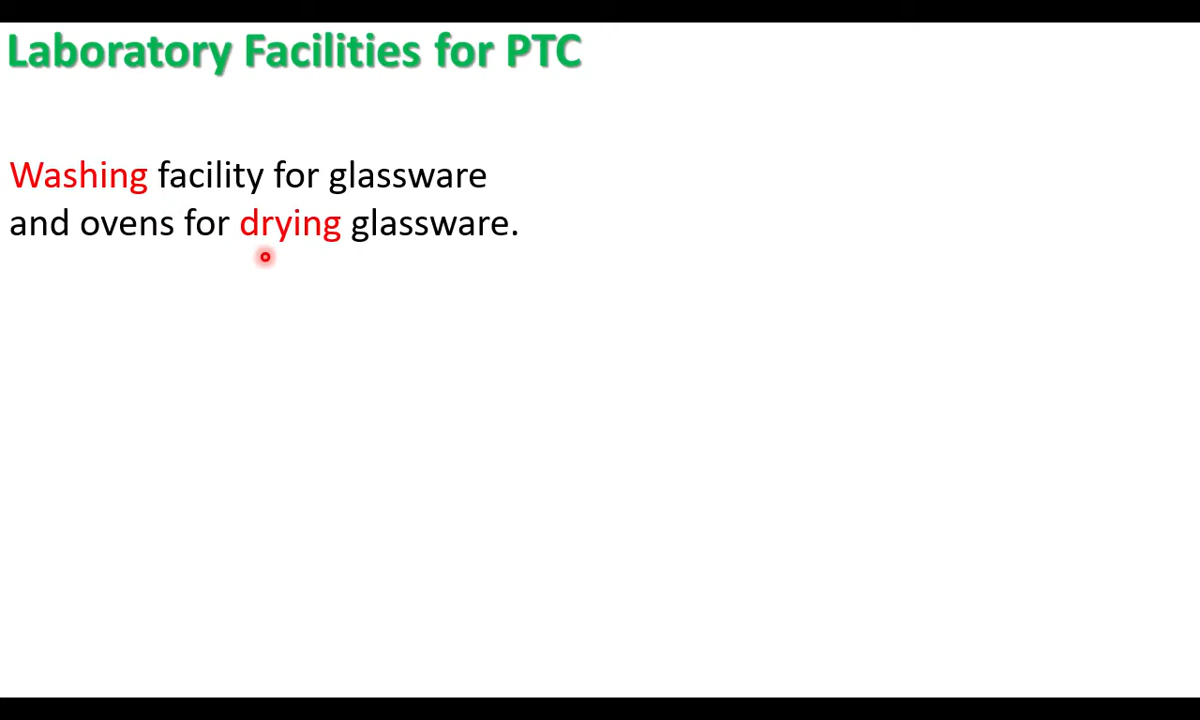 Laboratory Facilities for PTC
Washing facility for glassware
and ovens for drying glassware.